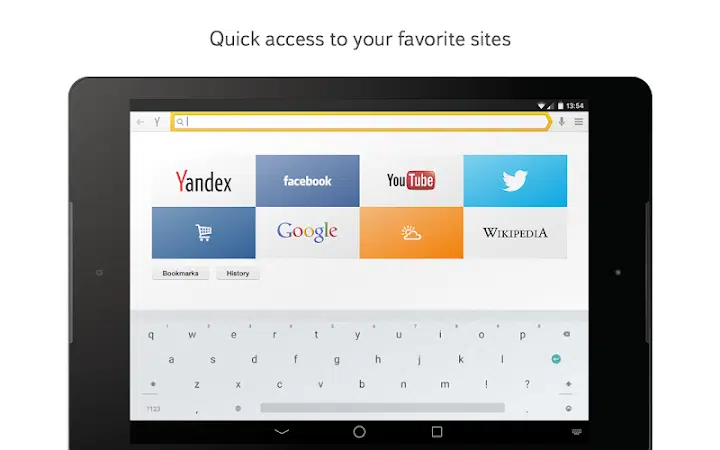 Quick access to your favorite sites
13:54
Y
Yandex
facebook
YouTube
Google
WIKIPEDIA
Bookmarks
History
q w e r t y u i o p
a s d f g h j k l
z x c v b n m ! ?
?123 , .